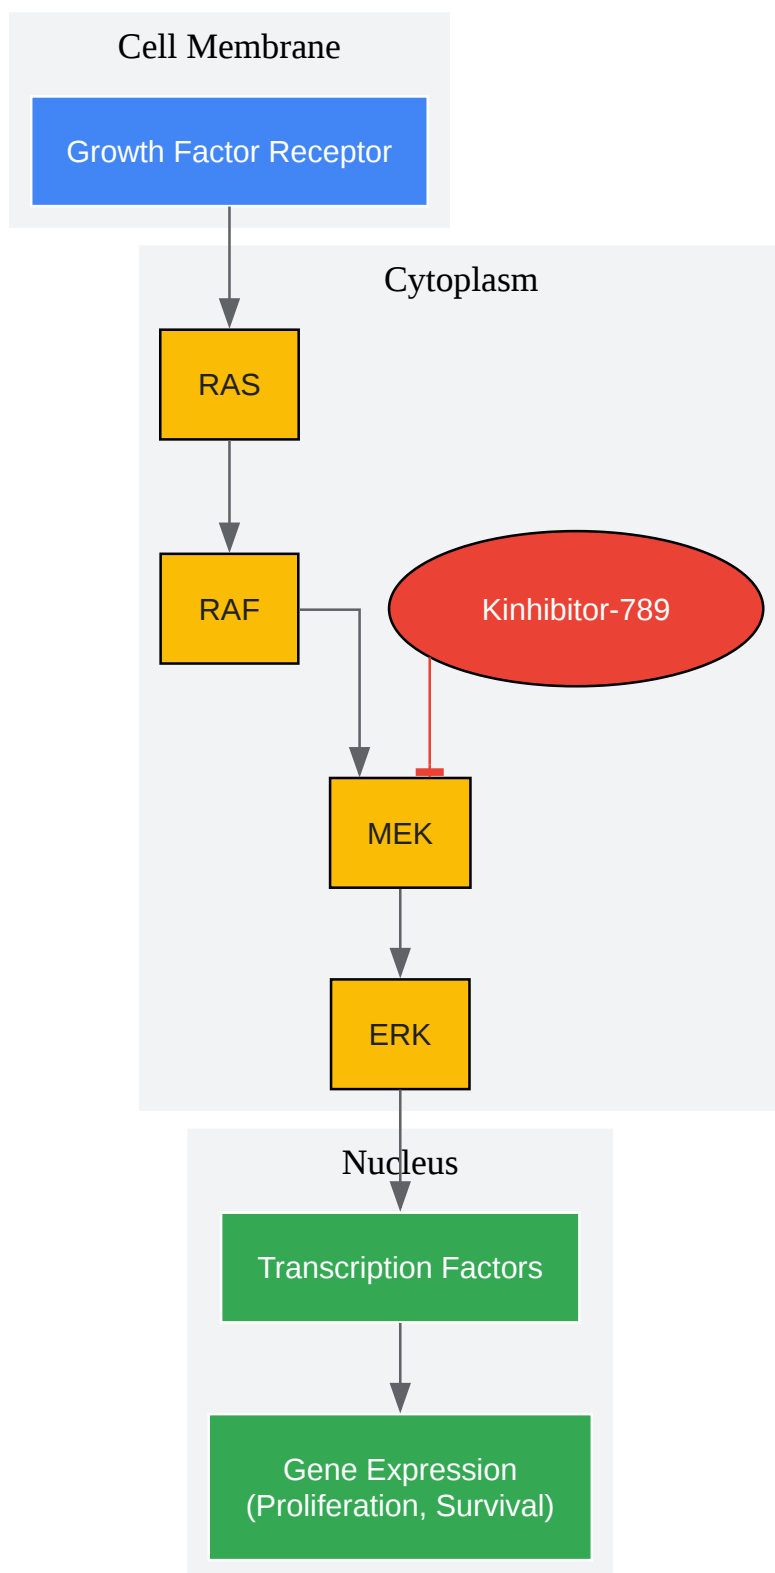 Cell Membrane
Growth Factor Receptor
Cytoplasm
RAS
RAF
Kinhibitor-789
MEK
ERK
Nucleus
Transcription Factors
Gene Expression
(Proliferation, Survival)